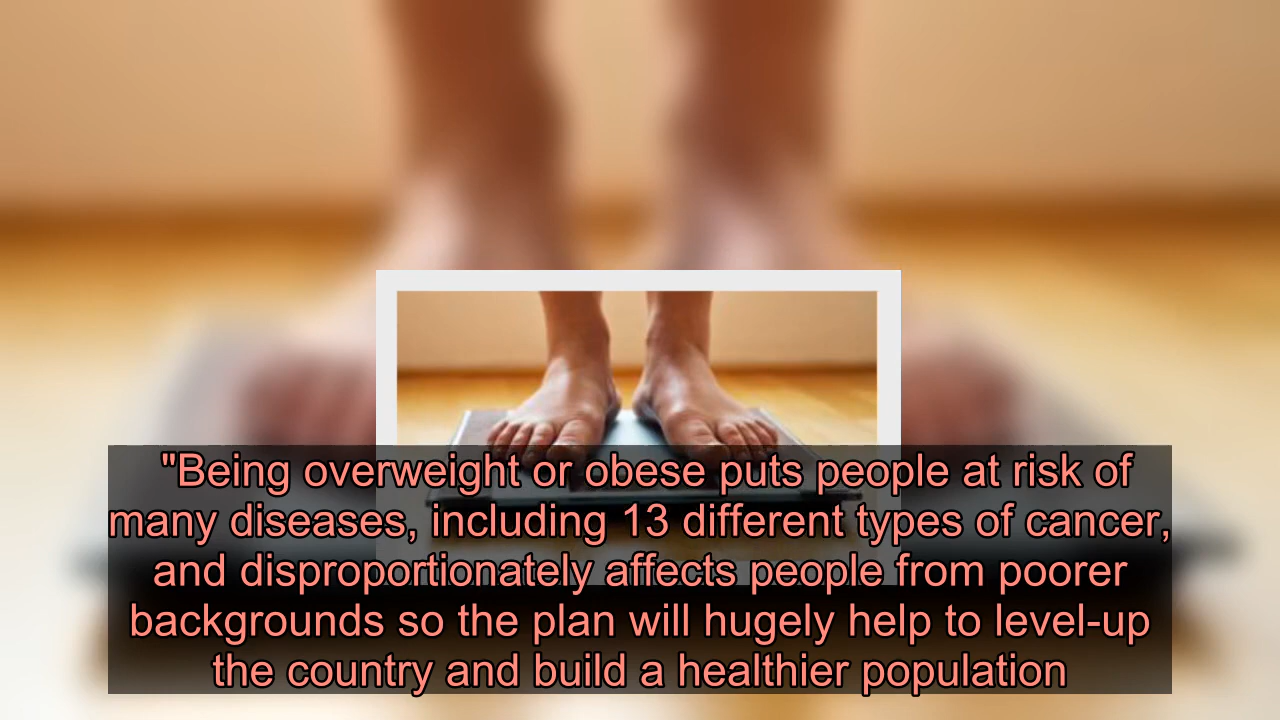 "Being overweight or obese puts people at risk of
many diseases, including 13 different types of cancer,
and disproportionately affects people from poorer
backgrounds so the plan will hugely help to level-up
the country and build a healthier population